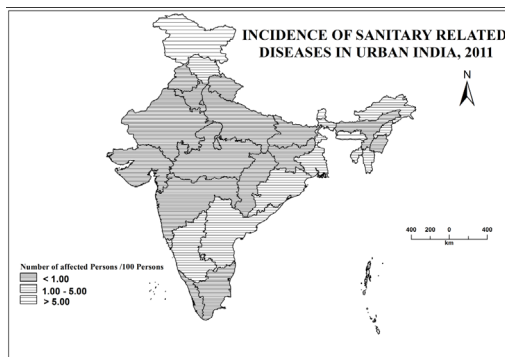 INCIDENCE OF SANITARY RELATED
DISEASES IN URBAN INDIA, 2011
N
400 200 0 400
km
Number of affected Persons /100 Persons
< 1.00
1.00 - 5.00
> 5.00